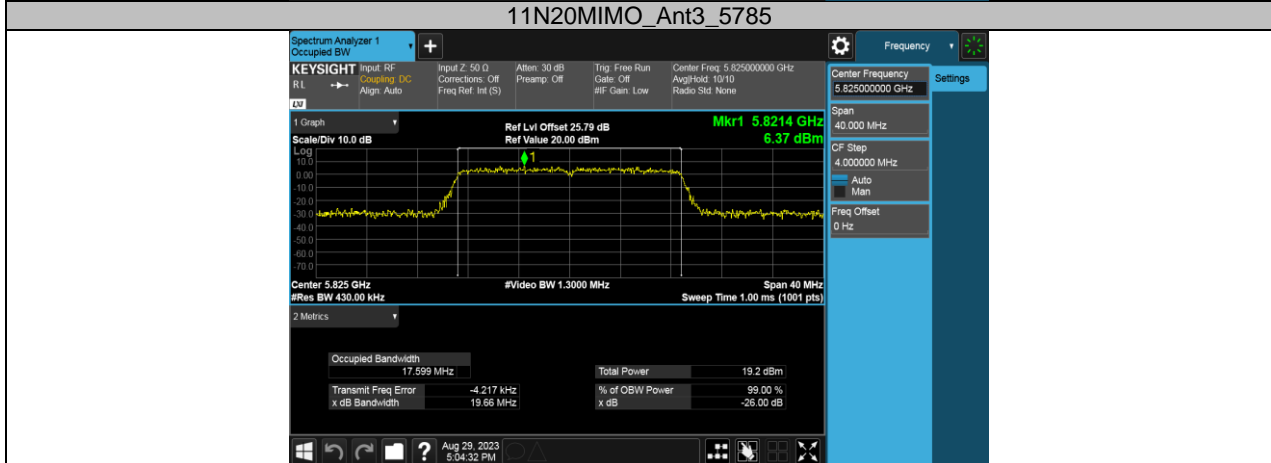 11N20MIMO_Ant3_5785
Spectrum Analyzer 1
Occupied BW
+
Frequency
KEYSIGHT
RL
LXI
Input: RF
Coupling: DC
Align: Auto
Input Z: 50 Ω
Corrections: Off
Freq Ref: Int (S)
Atten: 30 dB
Preamp: Off
Trig: Free Run
Gate: Off
#IF Gain: Low
Center Freq: 5.825000000 GHz
Avg|Hold: 10/10
Radio Std: None
Center Frequency
5.825000000 GHz
Settings
Span
40.000 MHz
CF Step
4.000000 MHz
Auto
Man
Freq Offset
0 Hz
1 Graph
Scale/Div 10.0 dB
Ref Lvl Offset 25.79 dB
Ref Value 20.00 dBm
Mkr1 5.8214 GHz
6.37 dBm
Log
1
10.0
0.00
-10.0
-20.0
-30.0
-40.0
-50.0
-60.0
-70.0
Center 5.825 GHz
#Res BW 430.00 kHz
#Video BW 1.3000 MHz
Span 40 MHz
Sweep Time 1.00 ms (1001 pts)
2 Metrics
Occupied Bandwidth
17.599 MHz
Total Power 19.2 dBm
Transmit Freq Error -4.217 kHz
% of OBW Power 99.00 %
x dB Bandwidth 19.66 MHz
x dB -26.00 dB
?
Aug 29, 2023
5:04:32 PM